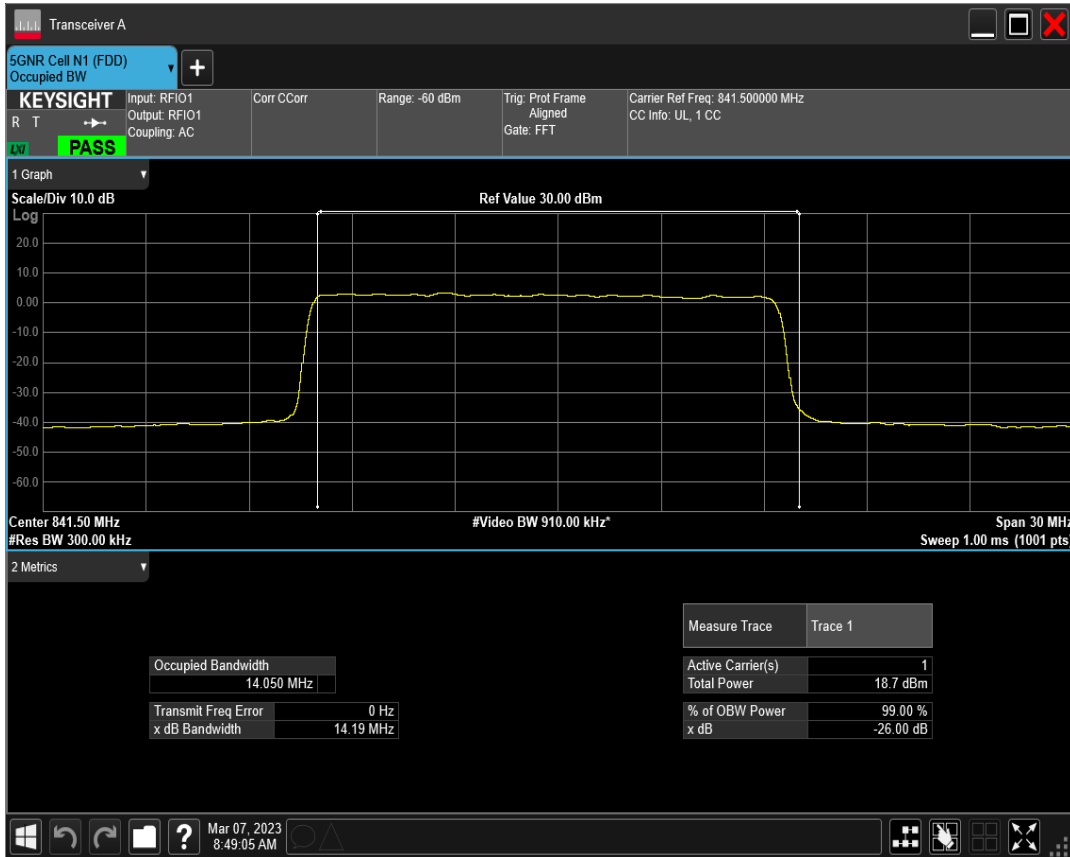 Transceiver A
5GNR Cell N1 (FDD)
Occupied BW
+
KEYSIGHT
R T
LXI PASS
Input: RFIO1
Output: RFIO1
Coupling: AC
Corr CCorr
Range: -60 dBm
Trig: Prot Frame
Aligned
Gate: FFT
Carrier Ref Freq: 841.500000 MHz
CC Info: UL, 1 CC
1 Graph
Scale/Div 10.0 dB
Ref Value 30.00 dBm
Log
20.0
10.0
0.00
-10.0
-20.0
-30.0
-40.0
-50.0
-60.0
Center 841.50 MHz
#Video BW 910.00 kHz*
Span 30 MHz
#Res BW 300.00 kHz
Sweep 1.00 ms (1001 pts)
2 Metrics
Measure Trace Trace 1
Occupied Bandwidth
14.050 MHz
Active Carrier(s) 1
Total Power 18.7 dBm
Transmit Freq Error 0 Hz
x dB Bandwidth 14.19 MHz
% of OBW Power 99.00 %
x dB -26.00 dB
?
Mar 07, 2023
8:49:05 AM